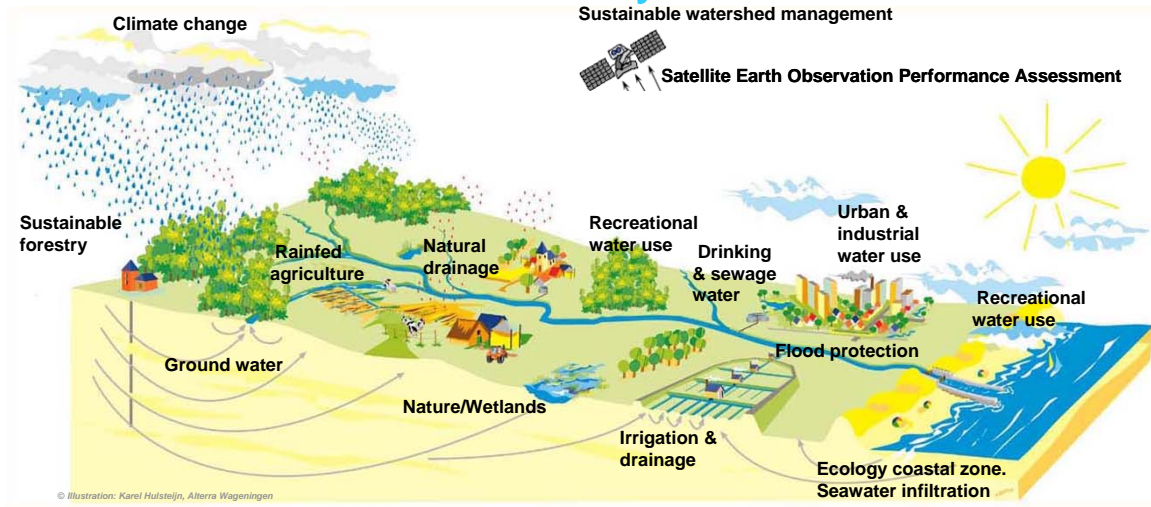 Sustainable watershed management
Climate change
Satellite Earth Observation Performance Assessment
Sustainable
forestry
Rainfed
agriculture
Natural
drainage
Recreational
water use
Drinking
& sewage
water
Urban &
industrial
water use
Recreational
water use
Ground water
Flood protection
Nature/Wetlands
Irrigation &
drainage
Ecology coastal zone.
Seawater infiltration
© Illustration: Karel Hulsteijn, Alterra Wageningen